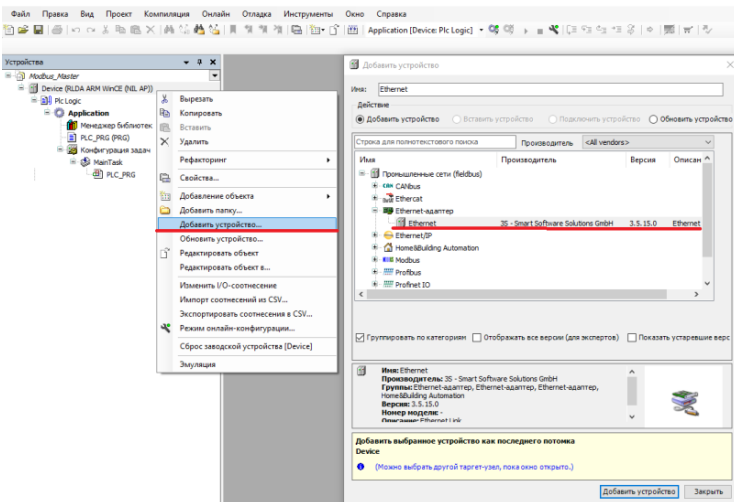 Файл Правка Вид Проект Компиляция Онлайн Отладка Инструменты Окно Справка
Application [Device: Plc Logic]
Устройства
Modbus_Master
Device (RLDA ARM WinCE (NIL AP))
Plc Logic
Application
Менеджер библиотек
PLC_PRG (PRG)
Конфигурация задач
MainTask
PLC_PRG
Вырезать
Копировать
Вставить
Удалить
Рефакторинг
Свойства...
Добавление объекта
Добавить папку...
Добавить устройство...
Обновить устройство...
Редактировать объект
Редактировать объект в...
Изменить I/O-соотнесение
Импорт соотнесений из CSV...
Экспортировать соотнесения в CSV...
Режим онлайн-конфигурации...
Сброс заводской устройства [Device]
Эмуляция
Добавить устройство
Имя: Ethernet
Действие
Добавить устройство Вставить устройство Подключить устройство Обновить устройство
Строка для полнотекстового поиска Производитель <All vendors>
Имя Производитель Версия Описан
Промышленные сети (fieldbus)
CAN CANbus
Ethercat
Ethernet-адаптер
Ethernet 3S - Smart Software Solutions GmbH 3.5.15.0 Ethernet
Ethernet/IP
Home&Building Automation
Modbus
Profibus
Profinet IO
Группировать по категориям Отображать все версии (для экспертов) Показать устаревшие верс
Имя: Ethernet
Производитель: 3S - Smart Software Solutions GmbH
Группы: Ethernet-адаптер, Ethernet-адаптер, Ethernet-адаптер,
Home&Building Automation
Версия: 3.5.15.0
Номер модели: -
Описание: Ethernet Link
Добавить выбранное устройство как последнего потомка
Device
(Можно выбрать другой таргет-узел, пока окно открыто.)
Добавить устройство Закрыть